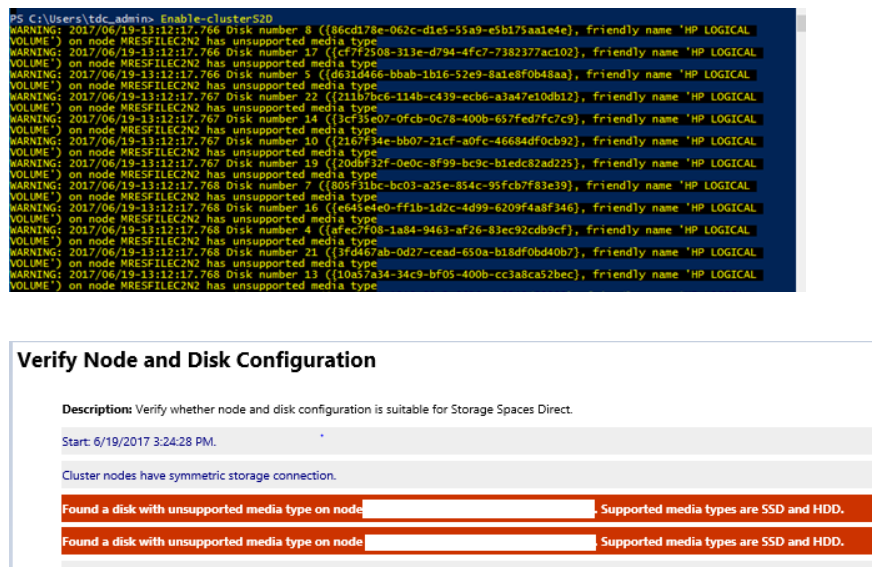 PS C:\Users\tdc_admin> Enable-clusterS2D
WARNING: 2017/06/19-13:12:17.766 Disk number 8 ({86cd178e-062c-d1e5-55a9-e5b175aa1e4e}, friendly name 'HP LOGICAL
VOLUME') on node MRESFILEC2N2 has unsupported media type
WARNING: 2017/06/19-13:12:17.766 Disk number 17 ({cf7f2508-313e-d794-4fc7-7382377ac102}, friendly name 'HP LOGICAL
VOLUME') on node MRESFILEC2N2 has unsupported media type
WARNING: 2017/06/19-13:12:17.766 Disk number 5 ({d631d466-bbab-1b16-52e9-8a1e8f0b48aa}, friendly name 'HP LOGICAL
VOLUME') on node MRESFILEC2N2 has unsupported media type
WARNING: 2017/06/19-13:12:17.767 Disk number 22 ({211b7bc6-114b-c439-ecb6-a3a47e10db12}, friendly name 'HP LOGICAL
VOLUME') on node MRESFILEC2N2 has unsupported media type
WARNING: 2017/06/19-13:12:17.767 Disk number 14 ({3cf35e07-0fcb-0c78-400b-657fed7fc7c9}, friendly name 'HP LOGICAL
VOLUME') on node MRESFILEC2N2 has unsupported media type
WARNING: 2017/06/19-13:12:17.767 Disk number 10 ({2167f34e-bb07-21cf-a0fc-46684df0cb92}, friendly name 'HP LOGICAL
VOLUME') on node MRESFILEC2N2 has unsupported media type
WARNING: 2017/06/19-13:12:17.767 Disk number 19 ({20dbf32f-0e0c-8f99-bc9c-b1edc82ad225}, friendly name 'HP LOGICAL
VOLUME') on node MRESFILEC2N2 has unsupported media type
WARNING: 2017/06/19-13:12:17.768 Disk number 7 ({805f31bc-bc03-a25e-854c-95fcb7f83e39}, friendly name 'HP LOGICAL
VOLUME') on node MRESFILEC2N2 has unsupported media type
WARNING: 2017/06/19-13:12:17.768 Disk number 16 ({e645e4e0-ff1b-1d2c-4d99-6209f4a8f346}, friendly name 'HP LOGICAL
VOLUME') on node MRESFILEC2N2 has unsupported media type
WARNING: 2017/06/19-13:12:17.768 Disk number 4 ({afec7f08-1a84-9463-af26-83ec92cdb9cf}, friendly name 'HP LOGICAL
VOLUME') on node MRESFILEC2N2 has unsupported media type
WARNING: 2017/06/19-13:12:17.768 Disk number 21 ({3fd467ab-0d27-cead-650a-b18df0bd40b7}, friendly name 'HP LOGICAL
VOLUME') on node MRESFILEC2N2 has unsupported media type
WARNING: 2017/06/19-13:12:17.768 Disk number 13 ({10a57a34-34c9-bf05-400b-cc3a8ca52bec}, friendly name 'HP LOGICAL
VOLUME') on node MRESFILEC2N2 has unsupported media type
Verify Node and Disk Configuration
Description: Verify whether node and disk configuration is suitable for Storage Spaces Direct.
Start: 6/19/2017 3:24:28 PM.
Cluster nodes have symmetric storage connection.
Found a disk with unsupported media type on node . Supported media types are SSD and HDD.
Found a disk with unsupported media type on node . Supported media types are SSD and HDD.